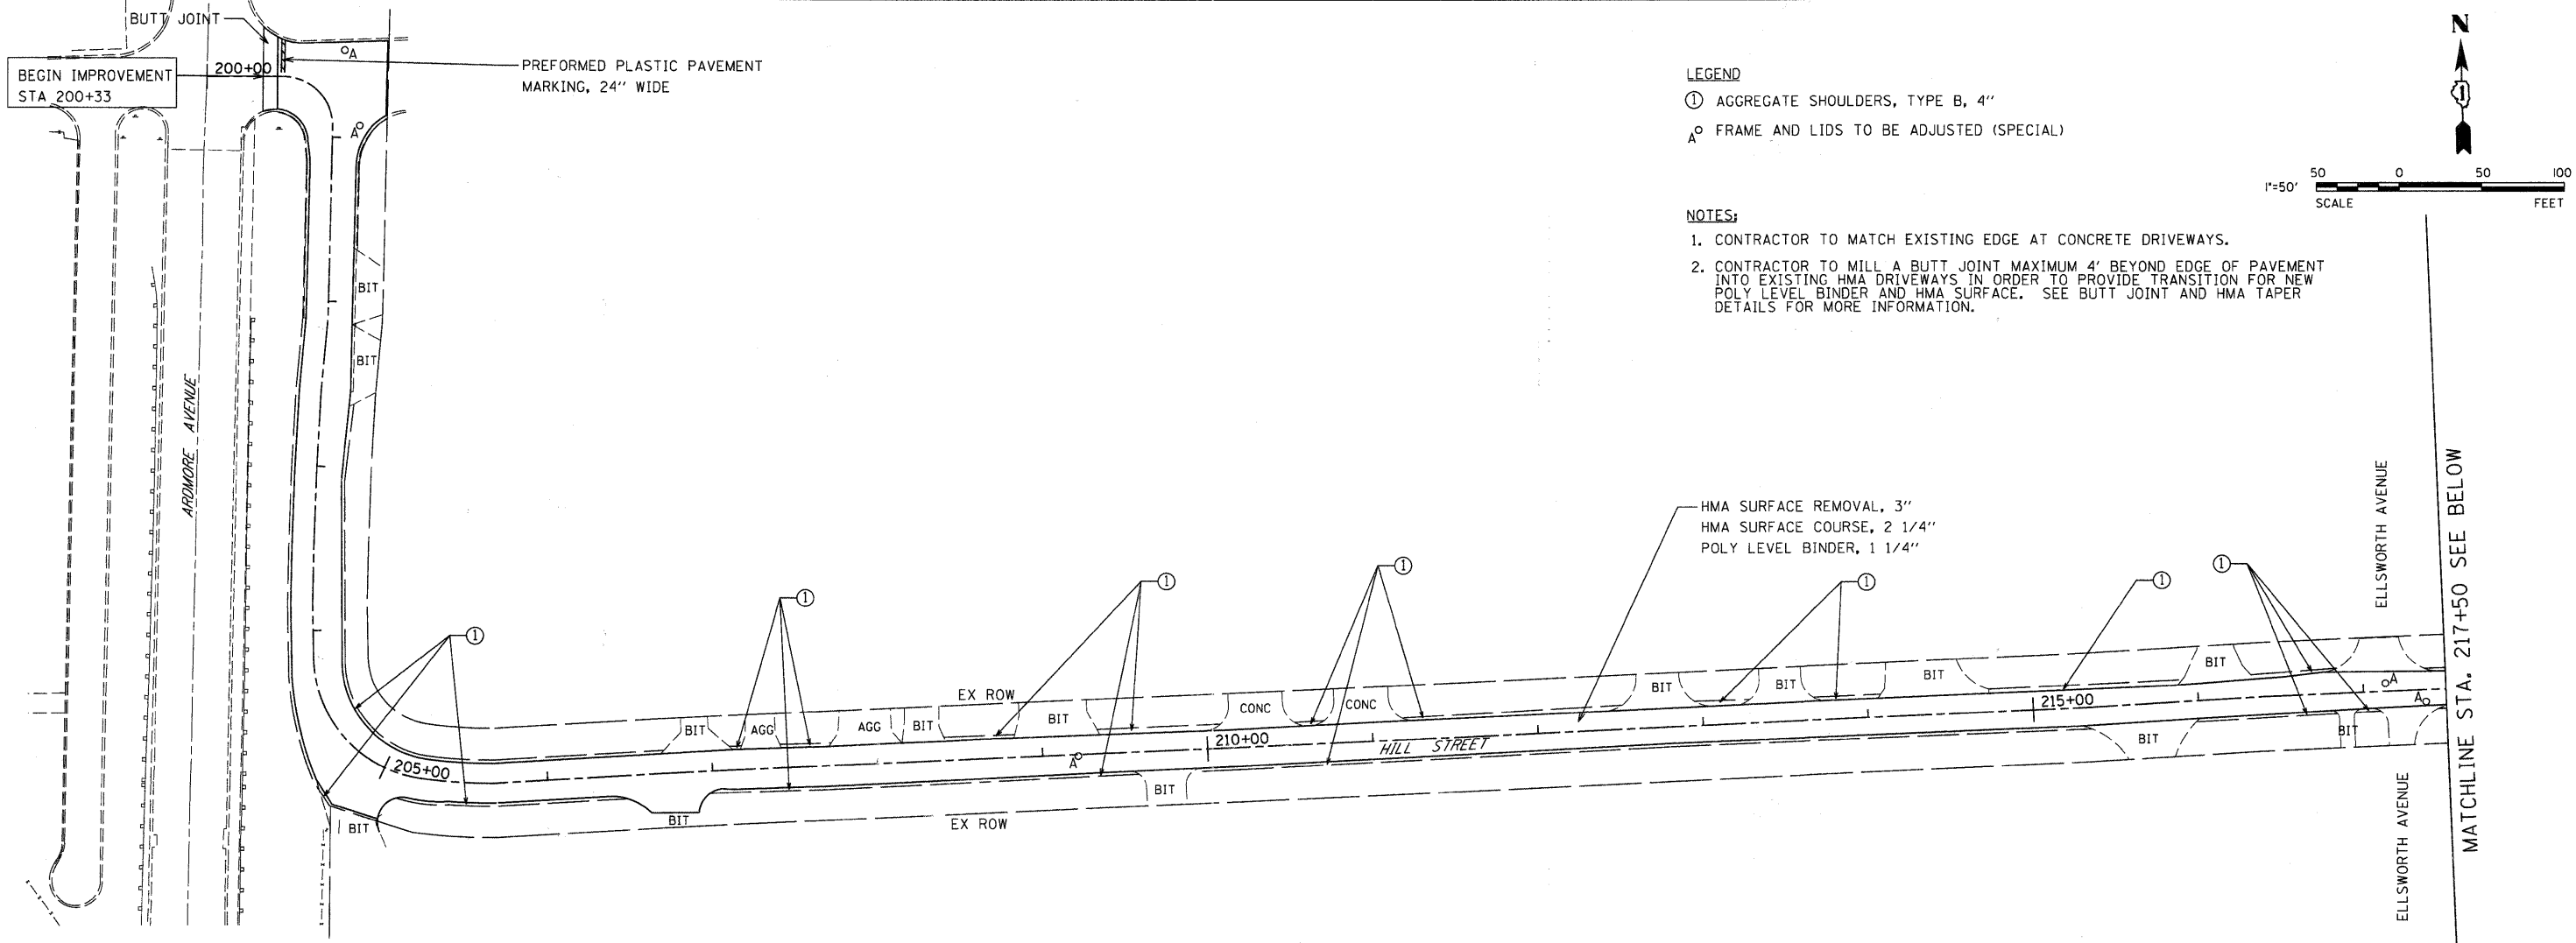 BUTT JOINT
BEGIN IMPROVEMENT
STA 200+33
200+00
A
A
PREFORMED PLASTIC PAVEMENT
MARKING, 24" WIDE
LEGEND
1 AGGREGATE SHOULDERS, TYPE B, 4"
A FRAME AND LIDS TO BE ADJUSTED (SPECIAL)
NOTES:
1. CONTRACTOR TO MATCH EXISTING EDGE AT CONCRETE DRIVEWAYS.
2. CONTRACTOR TO MILL A BUTT JOINT MAXIMUM 4' BEYOND EDGE OF PAVEMENT
INTO EXISTING HMA DRIVEWAYS IN ORDER TO PROVIDE TRANSITION FOR NEW
POLY LEVEL BINDER AND HMA SURFACE. SEE BUTT JOINT AND HMA TAPER
DETAILS FOR MORE INFORMATION.
N
1
1"=50'
50 0 50 100
SCALE FEET
BIT
BIT
ARDMORE AVENUE
HMA SURFACE REMOVAL, 3"
HMA SURFACE COURSE, 2 1/4"
POLY LEVEL BINDER, 1 1/4"
1
1
1
1
1
1
1
EX ROW
BIT
AGG
AGG
BIT
BIT
CONC
CONC
BIT
BIT
BIT
BIT
205+00
210+00
HILL STREET
215+00
A
A
A
BIT
BIT
BIT
BIT
BIT
EX ROW
ELLSWORTH AVENUE
ELLSWORTH AVENUE
MATCHLINE STA. 217+50 SEE BELOW